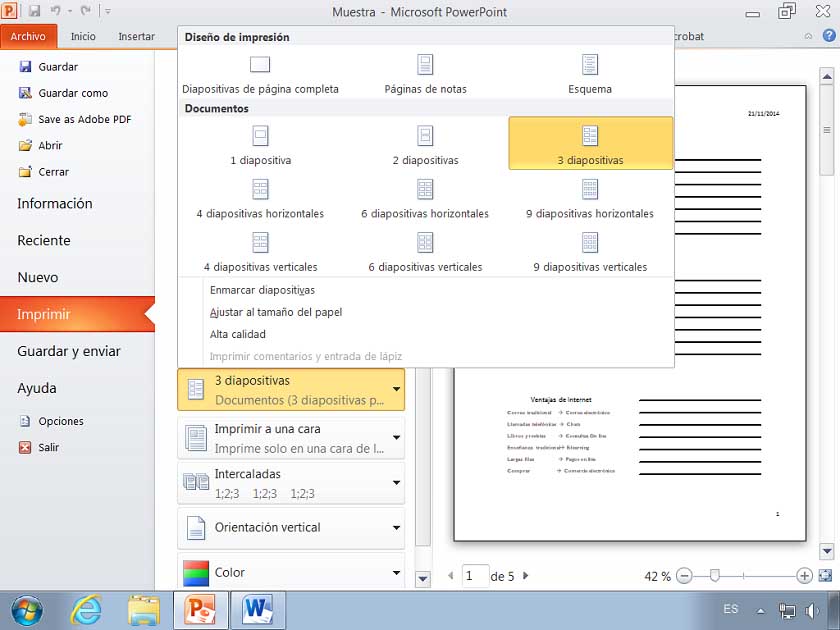 Muestra - Microsoft PowerPoint
Archivo Inicio Insertar crobat
Guardar
Guardar como
Save as Adobe PDF
Abrir
Cerrar
Información
Reciente
Nuevo
Imprimir
Guardar y enviar
Ayuda
Opciones
Salir
Diseño de impresión
Diapositivas de página completa Páginas de notas Esquema
Documentos
1 diapositiva 2 diapositivas 3 diapositivas
4 diapositivas horizontales 6 diapositivas horizontales 9 diapositivas horizontales
4 diapositivas verticales 6 diapositivas verticales 9 diapositivas verticales
Enmarcar diapositivas
Ajustar al tamaño del papel
Alta calidad
Imprimir comentarios y entrada de lápiz
3 diapositivas
Documentos (3 diapositivas p...
Imprimir a una cara
Imprime solo en una cara de l...
Intercaladas
1;2;3 1;2;3 1;2;3
Orientación vertical
Color
21/11/2014
Ventajas de Internet
Correo tradicional → Correo electrónico
Llamadas telefónicas → Chats
Libros y revistas → Consultas On line
Enseñanza tradicional → Elearning
Largas filas → Pagos on line
Comprar → Comercio electrónico
1
1 de 5
42 %
ES